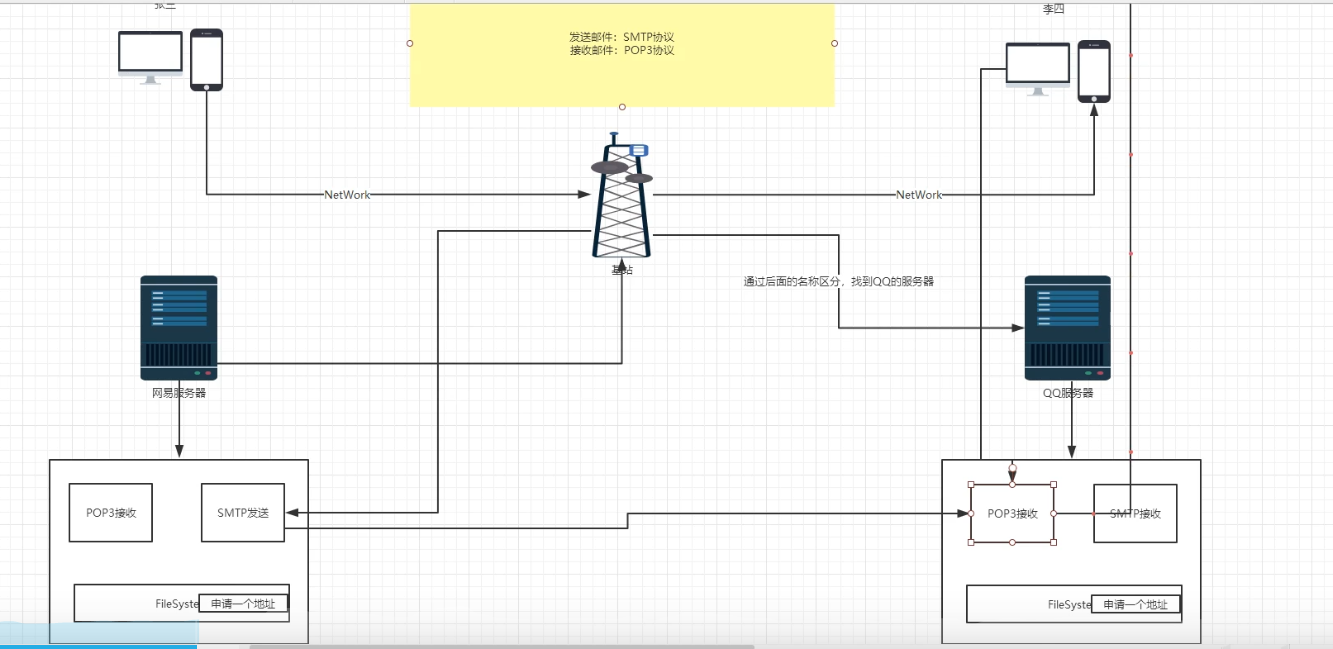 李四
发送邮件：SMTP协议
接收邮件：POP3协议
NetWork
NetWork
基站
通过后面的名称区分，找到QQ的服务器
网易服务器
QQ服务器
POP3接收
SMTP发送
POP3接收
SMTP接收
FileSyste
申请一个地址
FileSyste
申请一个地址